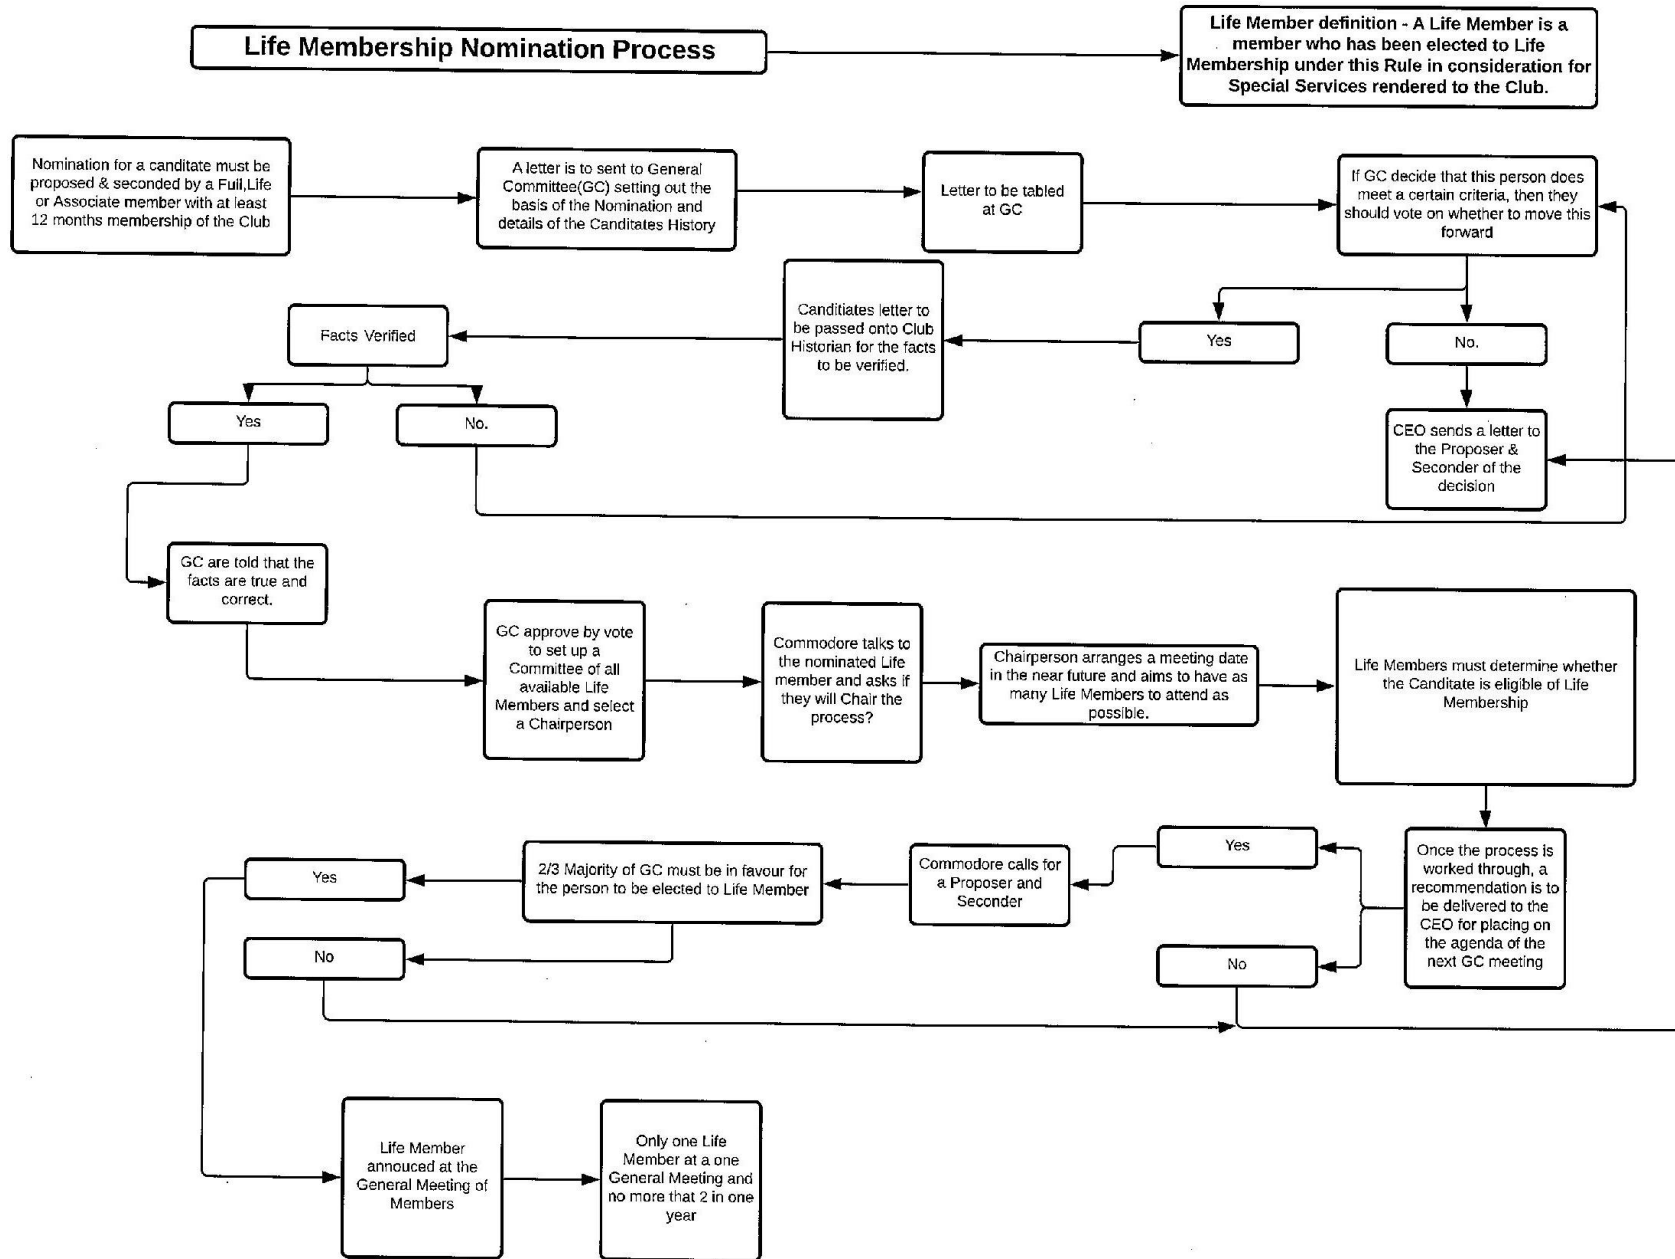 Life Membership Nomination Process
Life Member definition - A Life Member is a
member who has been elected to Life
Membership under this Rule in consideration for
Special Services rendered to the Club.
Nomination for a canditate must be
proposed & seconded by a Full,Life
or Associate member with at least
12 months membership of the Club
A letter is to sent to General
Committee(GC) setting out the
basis of the Nomination and
details of the Canditates History
Letter to be tabled
at GC
If GC decide that this person does
meet a certain criteria, then they
should vote on whether to move this
forward
Yes
No.
CEO sends a letter to
the Proposer &
Seconder of the
decision
Canditiates letter to
be passed onto Club
Historian for the facts
to be verified.
Facts Verified
Yes
No.
GC are told that the
facts are true and
correct.
GC approve by vote
to set up a
Committee of all
available Life
Members and select
a Chairperson
Commodore talks to
the nominated Life
member and asks if
they will Chair the
process?
Chairperson arranges a meeting date
in the near future and aims to have as
many Life Members to attend as
possible.
Life Members must determine whether
the Canditate is eligible of Life
Membership
Once the process is
worked through, a
recommendation is to
be delivered to the
CEO for placing on
the agenda of the
next GC meeting
Yes
No
Commodore calls for
a Proposer and
Seconder
2/3 Majority of GC must be in favour for
the person to be elected to Life Member
Yes
No
Life Member
annouced at the
General Meeting of
Members
Only one Life
Member at a one
General Meeting and
no more that 2 in one
year